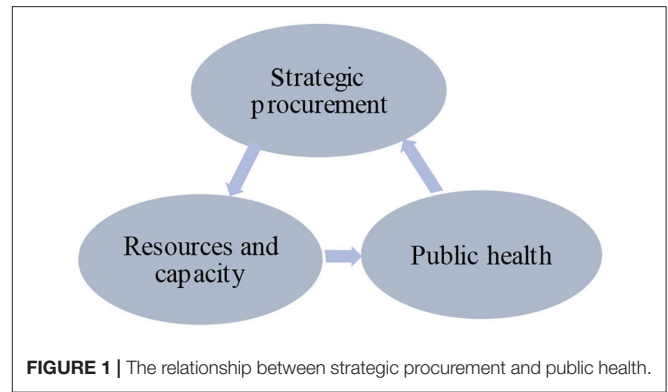 Strategic
procurement
Resources and
capacity
Public health
FIGURE 1 | The relationship between strategic procurement and public health.